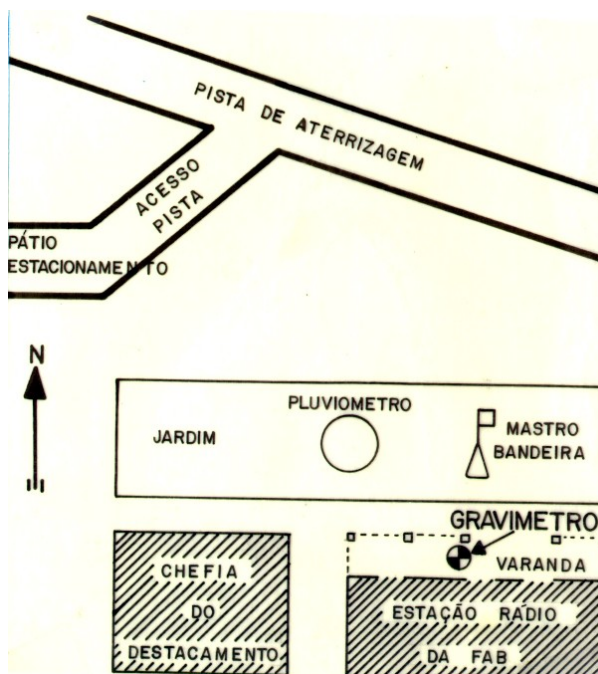 PISTA DE ATERRIZAGEM
ACESSO
PISTA
PÁTIO
ESTACIONAMENTO
N
PLUVIOMETRO
JARDIM
MASTRO
BANDEIRA
GRAVIMETRO
VARANDA
CHEFIA
DO
DESTACAMENTO
ESTAÇÃO RÁDIO
DA FAB